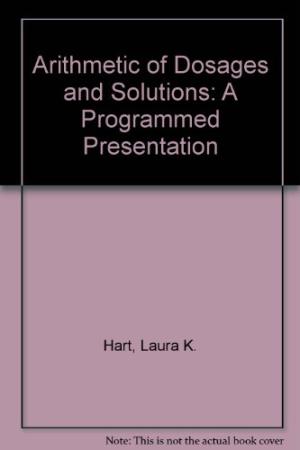 Arithmetic of Dosages
and Solutions: A
Programmed
Presentation
Hart, Laura K.
Note: This is not the actual book cover